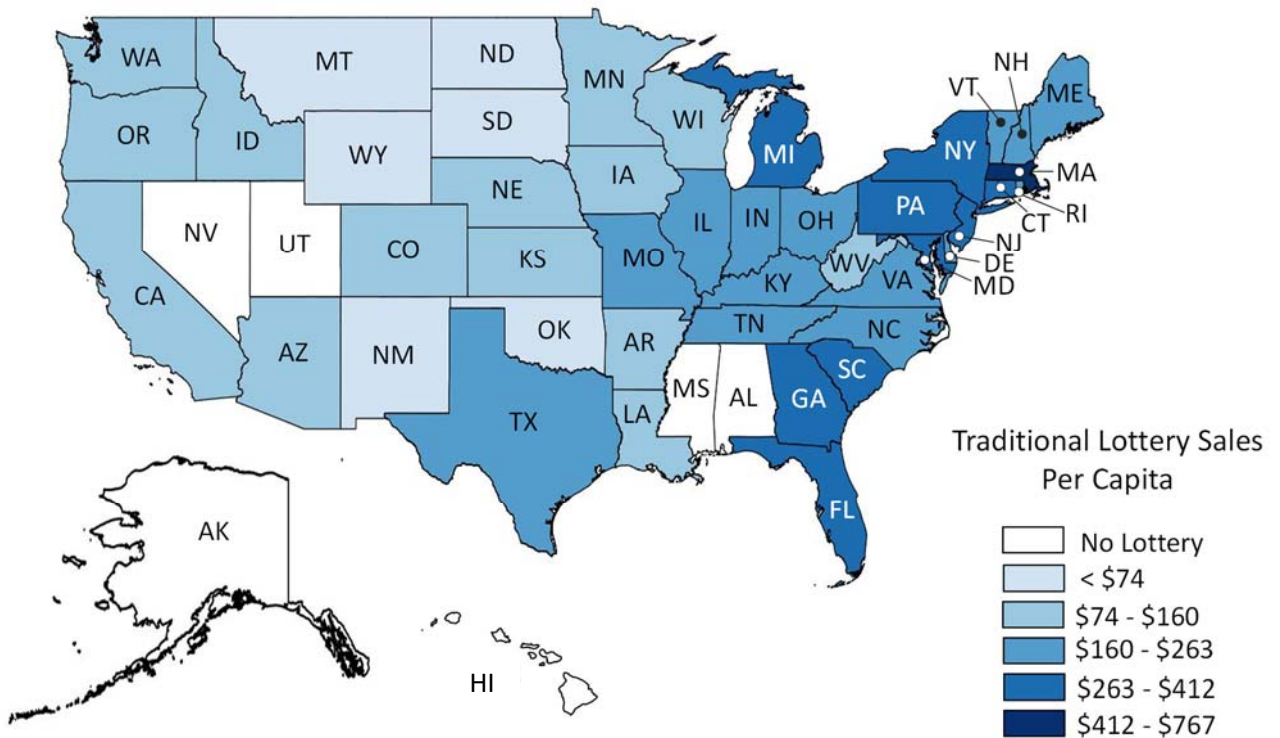 WA
MT
ND
MN
NH
VT
ME
OR
ID
SD
WI
WY
MI
NY
MA
NE
IA
PA
RI
CT
NV
UT
CO
KS
MO
IL
IN
OH
NJ
DE
MD
WV
VA
KY
CA
AZ
NM
OK
AR
TN
NC
MS
AL
GA
SC
TX
LA
FL
AK
HI
Traditional Lottery Sales
Per Capita
No Lottery
< $74
$74 - $160
$160 - $263
$263 - $412
$412 - $767